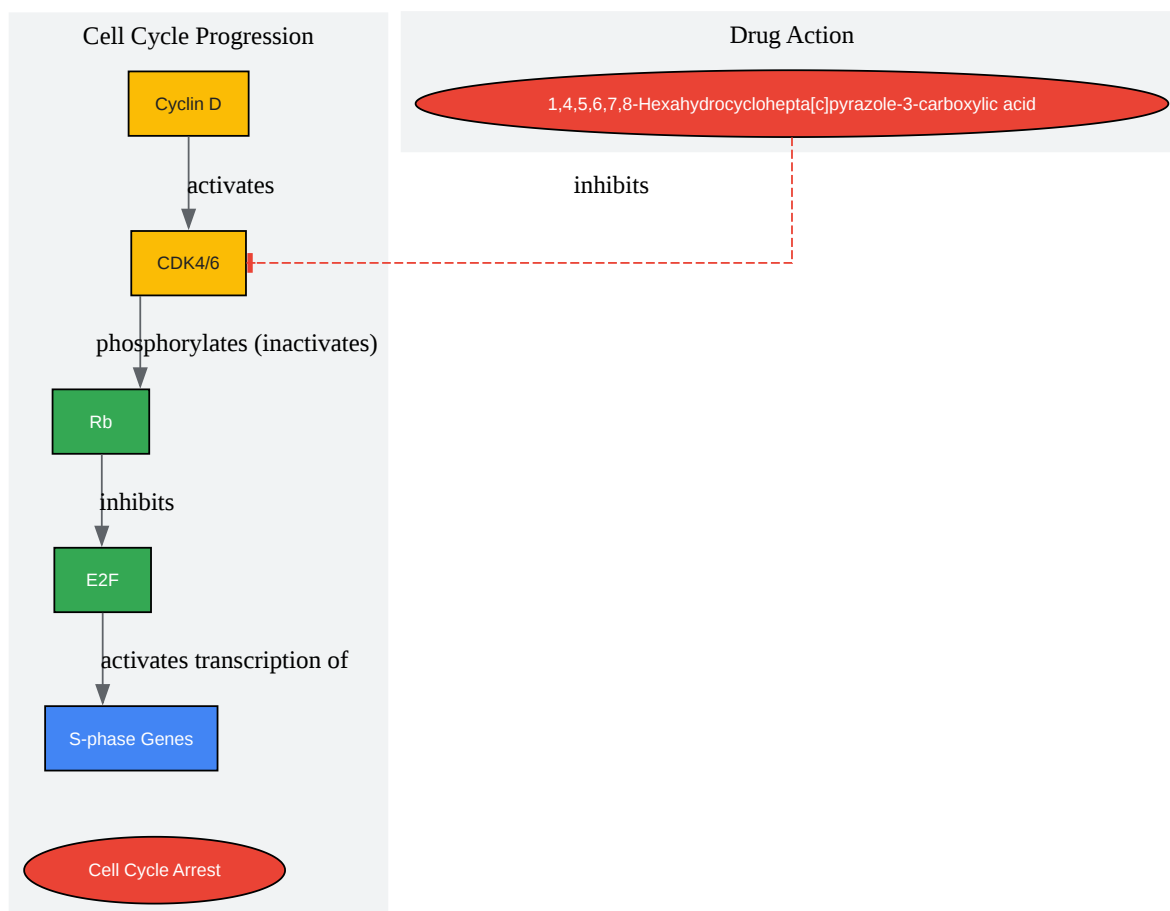 Cell Cycle Progression
Drug Action
Cyclin D
1,4,5,6,7,8-Hexahydrocyclohepta[c]pyrazole-3-carboxylic acid
activates
inhibits
CDK4/6
phosphorylates (inactivates)
Rb
inhibits
E2F
activates transcription of
S-phase Genes
Cell Cycle Arrest